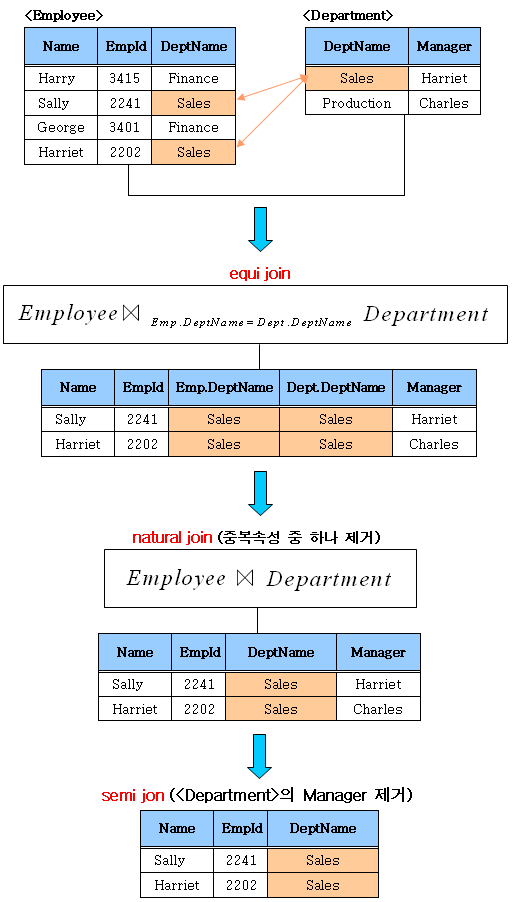 <Employee> <Department>
Name EmpId DeptName DeptName Manager
Harry 3415 Finance Sales Harriet
Sally 2241 Sales Production Charles
George 3401 Finance
Harriet 2202 Sales
equi join
Employee ⋈ Emp.DeptName = Dept.DeptName Department
Name EmpId Emp.DeptName Dept.DeptName Manager
Sally 2241 Sales Sales Harriet
Harriet 2202 Sales Sales Charles
natural join (중복속성 중 하나 제거)
Employee ⋈ Department
Name EmpId DeptName Manager
Sally 2241 Sales Harriet
Harriet 2202 Sales Charles
semi jon (<Department>의 Manager 제거)
Name EmpId DeptName
Sally 2241 Sales
Harriet 2202 Sales